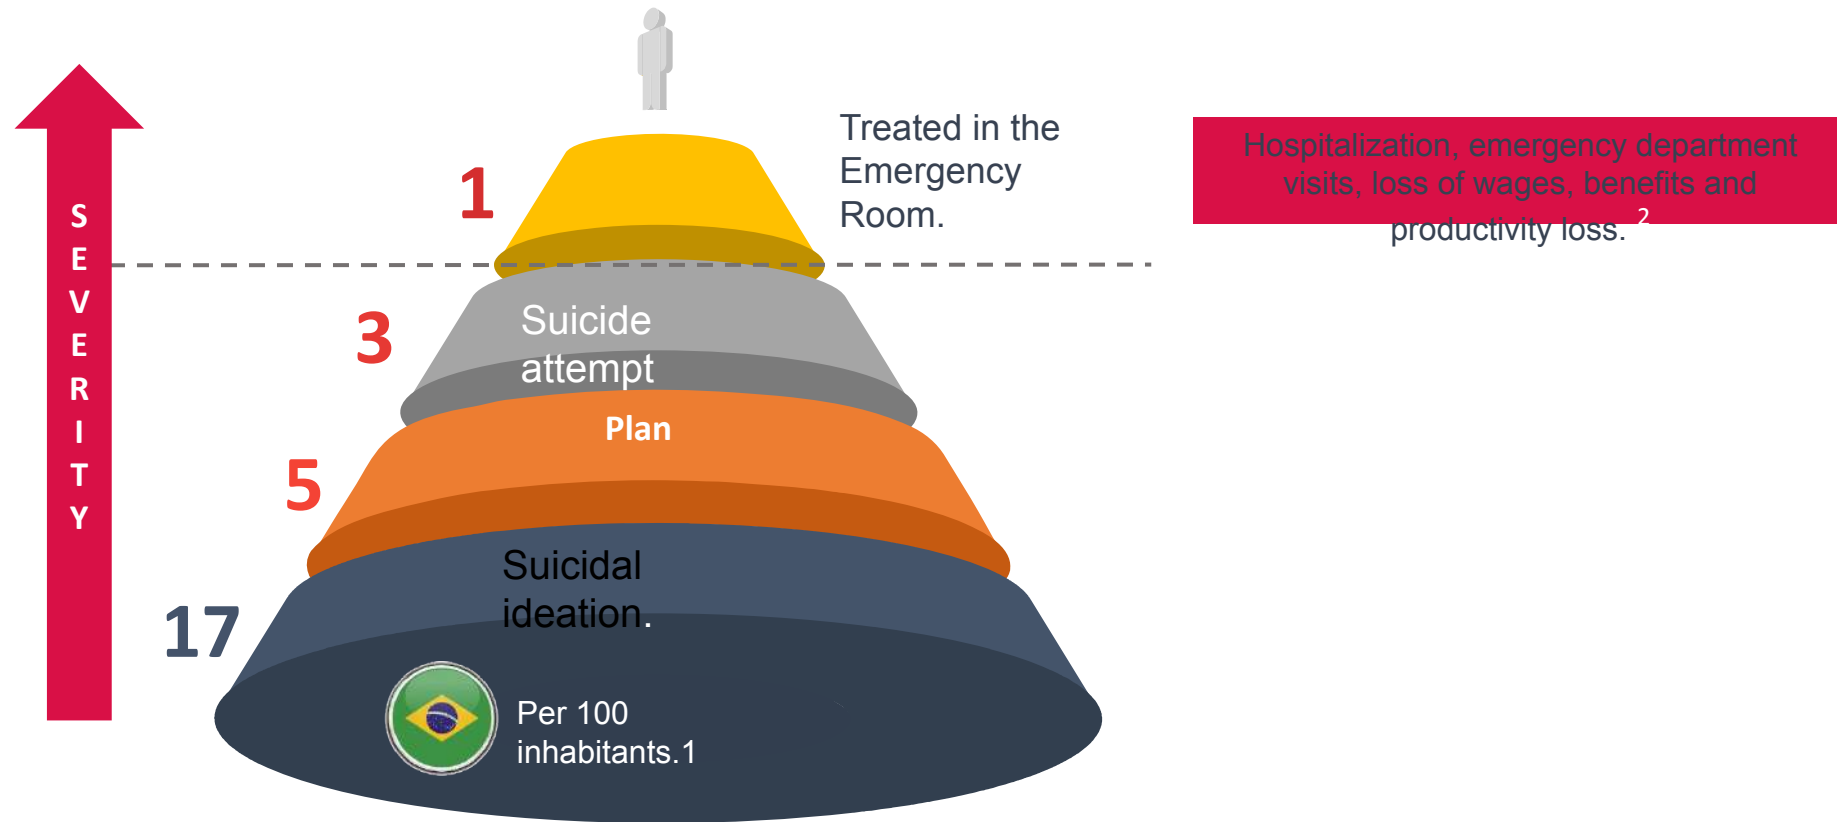 SEVERITY
1
Treated in the
Emergency
Room.
Hospitalization, emergency department
visits, loss of wages, benefits and
productivity loss. 2
3
Suicide
attempt
Plan
5
Suicidal
ideation.
17
Per 100
inhabitants.1